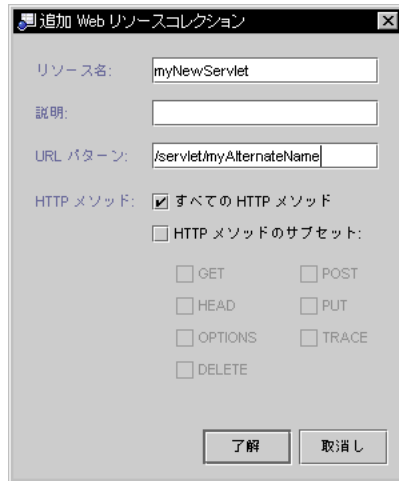 追加 Web リソースコレクション
リソース名: myNewServlet
説明:
URL パターン: /servlet/myAlternateName
HTTP メソッド: すべての HTTP メソッド
HTTP メソッドのサブセット:
GET POST
HEAD PUT
OPTIONS TRACE
DELETE
了解 取消し